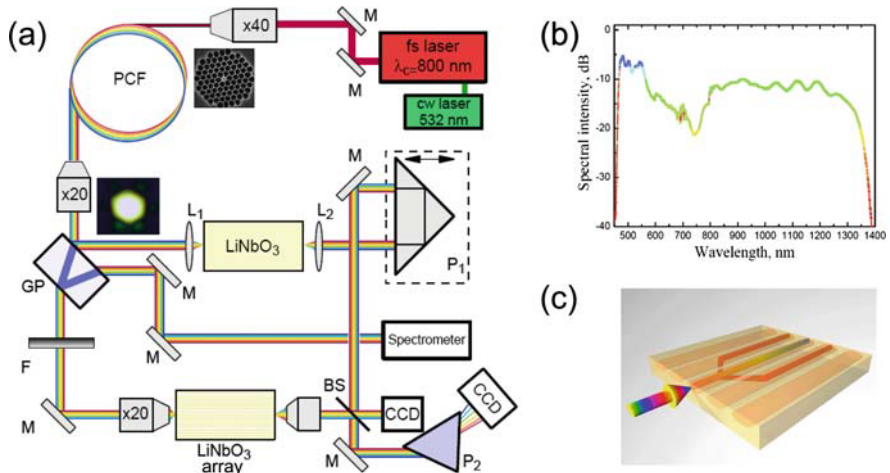 (a)
x40
M
M
fs laser
λc=800 nm
cw laser
532 nm
PCF
x20
L1
LiNbO3
L2
M
P1
GP
M
M
Spectrometer
F
M
x20
LiNbO3
array
BS
CCD
M
P2
CCD
(b)
Spectral intensity, dB
0
-10
-20
-30
-40
450 500 600 700 800 900 1000 1100 1200 1300 1400
Wavelength, nm
(c)